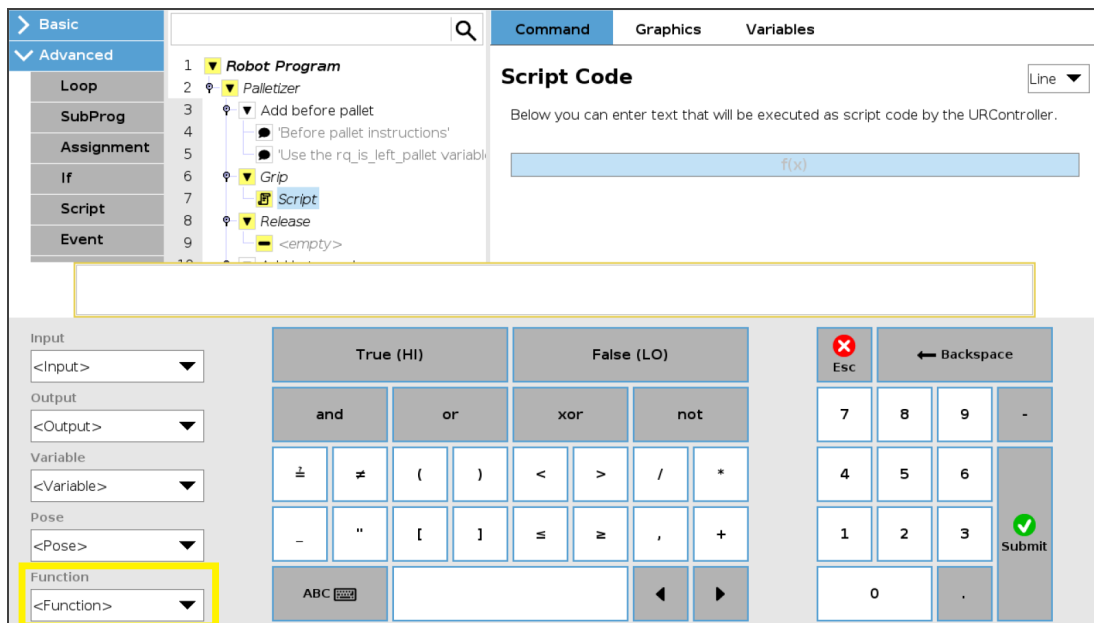 Basic
Advanced
Loop
SubProg
Assignment
If
Script
Event
1 Robot Program
2 Palletizer
3 Add before pallet
4 'Before pallet instructions'
5 'Use the rq_is_left_pallet variabl
6 Grip
7 Script
8 Release
9 <empty>
Command Graphics Variables
Script Code
Line
Below you can enter text that will be executed as script code by the URController.
f(x)
Input
<Input>
Output
<Output>
Variable
<Variable>
Pose
<Pose>
Function
<Function>
True (HI) False (LO)
and or xor not
≟ ≠ ( ) < > / *
_ " [ ] ≤ ≥ , +
ABC
Esc Backspace
7 8 9 -
4 5 6
1 2 3 Submit
0 .